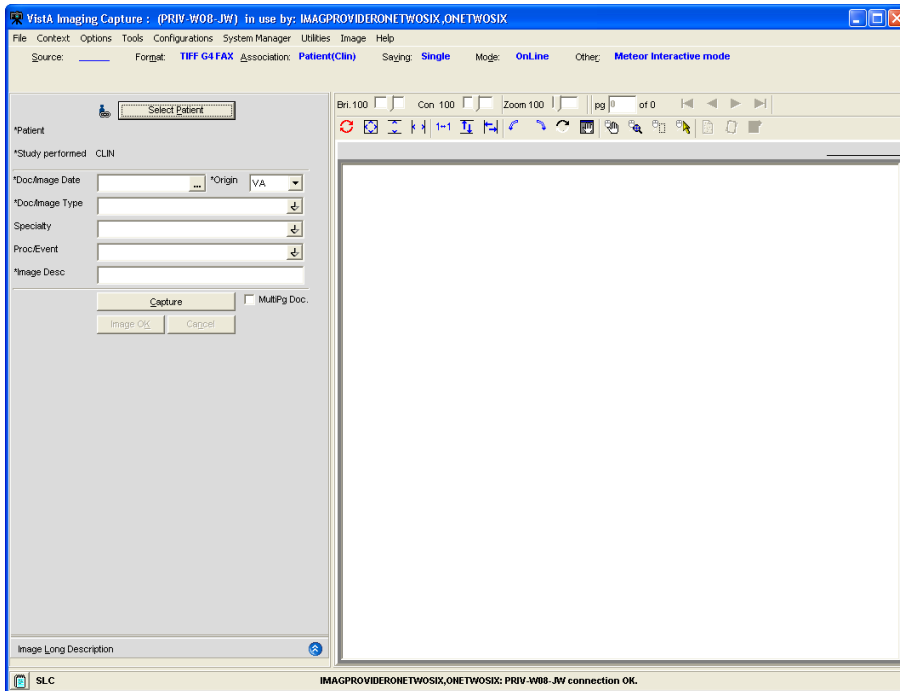 VistA Imaging Capture : (PRIV-W08-JW) in use by: IMAGPROVIDERONETWOSIX,ONETWOSIX
File Context Options Tools Configurations System Manager Utilities Image Help
Source: Format: TIFF G4 FAX Association: Patient(Clin) Saving: Single Mode: OnLine Other: Meteor Interactive mode
Select Patient
Bri. 100 Con 100 Zoom 100 pg 0 of 0
*Patient
1↔1
*Study performed CLIN
*Doc/Image Date ... *Origin VA
*Doc/Image Type
Specialty
Proc/Event
*Image Desc
Capture MultiPg Doc.
Image OK Cancel
Image Long Description
SLC IMAGPROVIDERONETWOSIX,ONETWOSIX: PRIV-W08-JW connection OK.